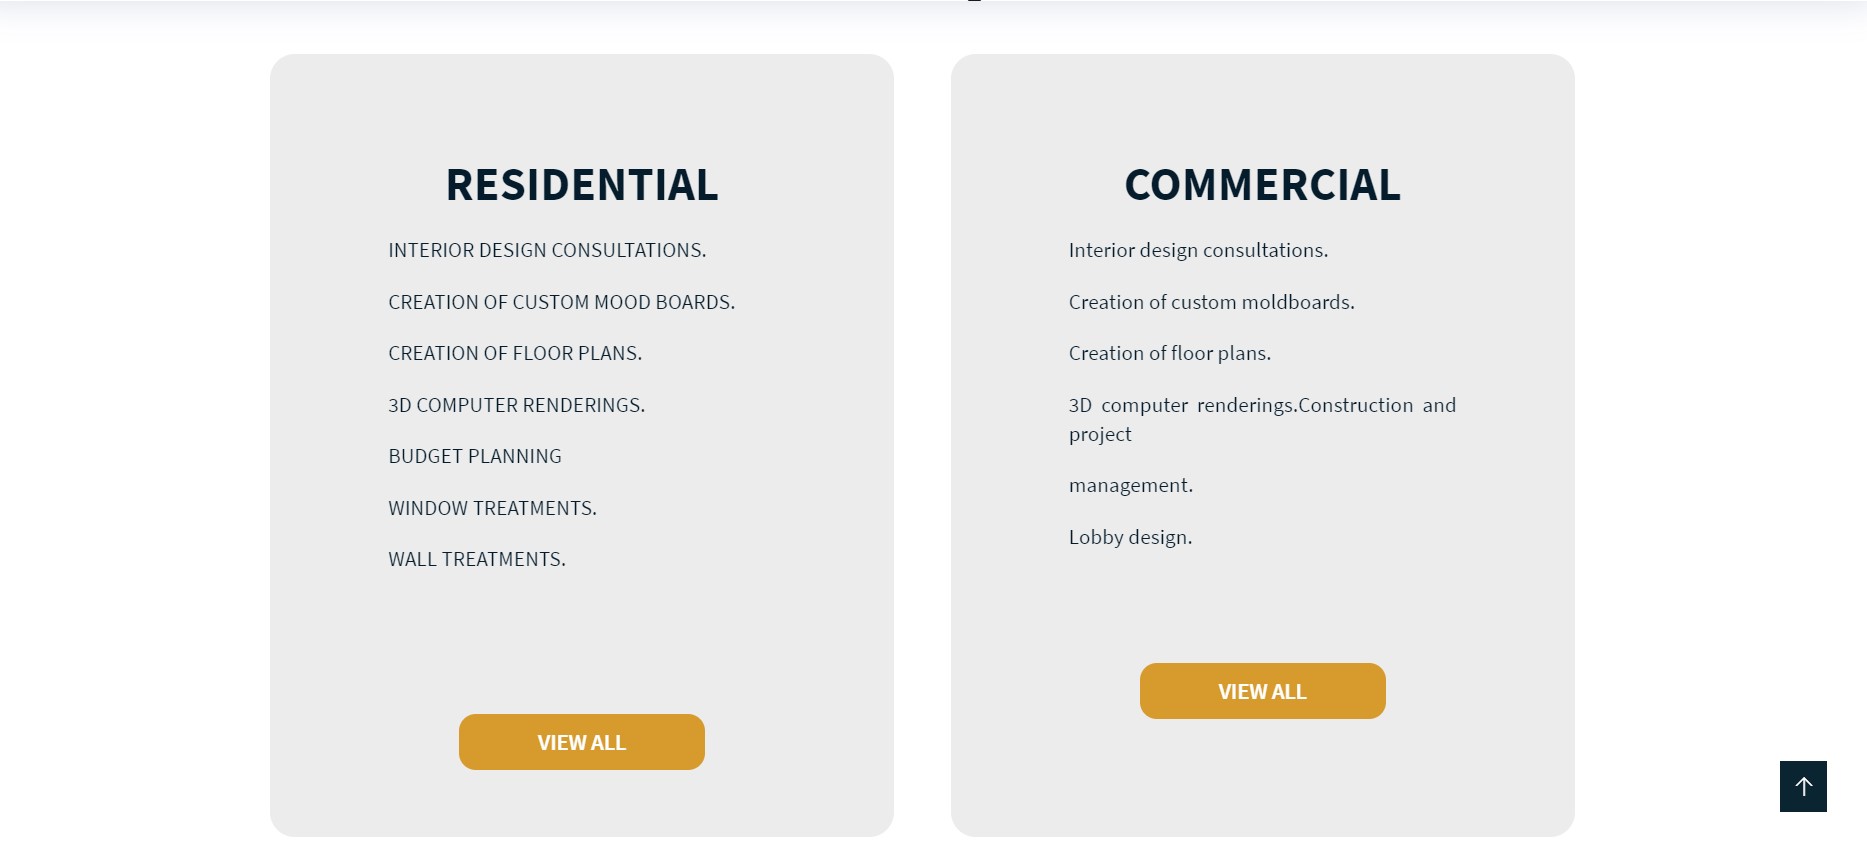 RESIDENTIAL
INTERIOR DESIGN CONSULTATIONS.
CREATION OF CUSTOM MOOD BOARDS.
CREATION OF FLOOR PLANS.
3D COMPUTER RENDERINGS.
BUDGET PLANNING
WINDOW TREATMENTS.
WALL TREATMENTS.
VIEW ALL
COMMERCIAL
Interior design consultations.
Creation of custom moldboards.
Creation of floor plans.
3D computer renderings.Construction and
project
management.
Lobby design.
VIEW ALL